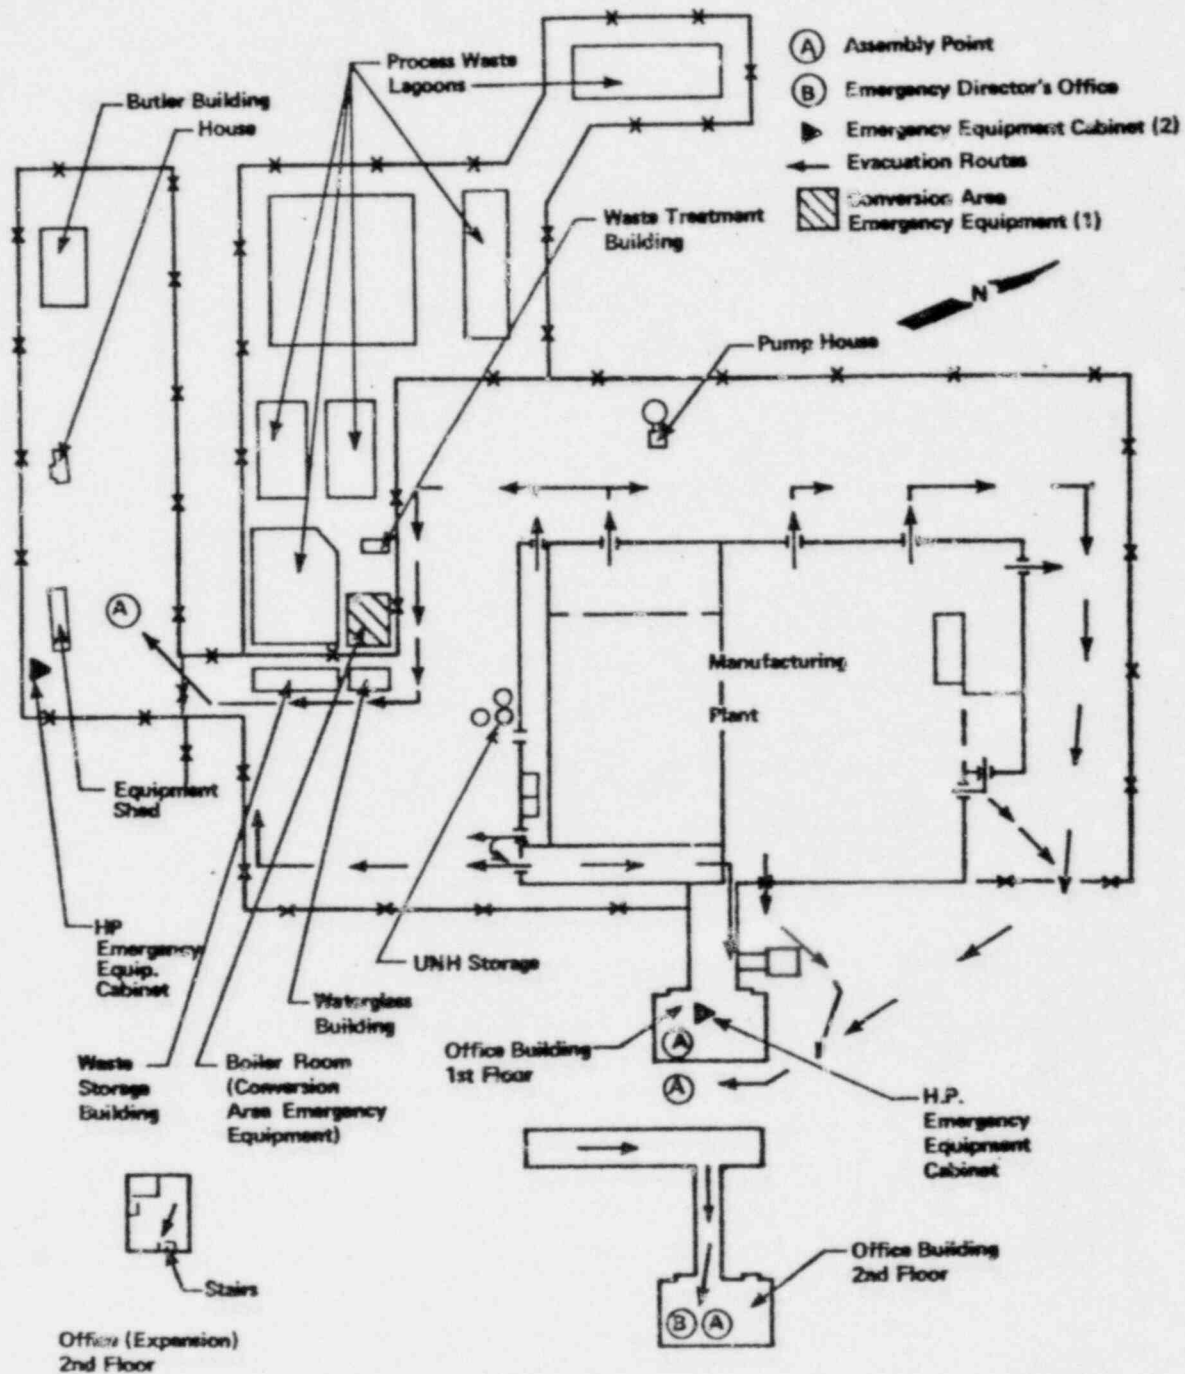 Process Waste
Lagoons
Butler Building
House
A Assembly Point
B Emergency Director's Office
Emergency Equipment Cabinet (2)
Evacuation Routes
Conversion Area
Emergency Equipment (1)
Waste Treatment
Building
N
Pump House
A
Manufacturing
Plant
Equipment
Shed
HP
Emergency
Equip.
Cabinet
UNH Storage
Waterglass
Building
Waste
Storage
Building
Boiler Room
(Conversion
Area Emergency
Equipment)
Office Building
1st Floor
A
A
H.P.
Emergency
Equipment
Cabinet
Stairs
Office (Expansion)
2nd Floor
Office Building
2nd Floor
B A